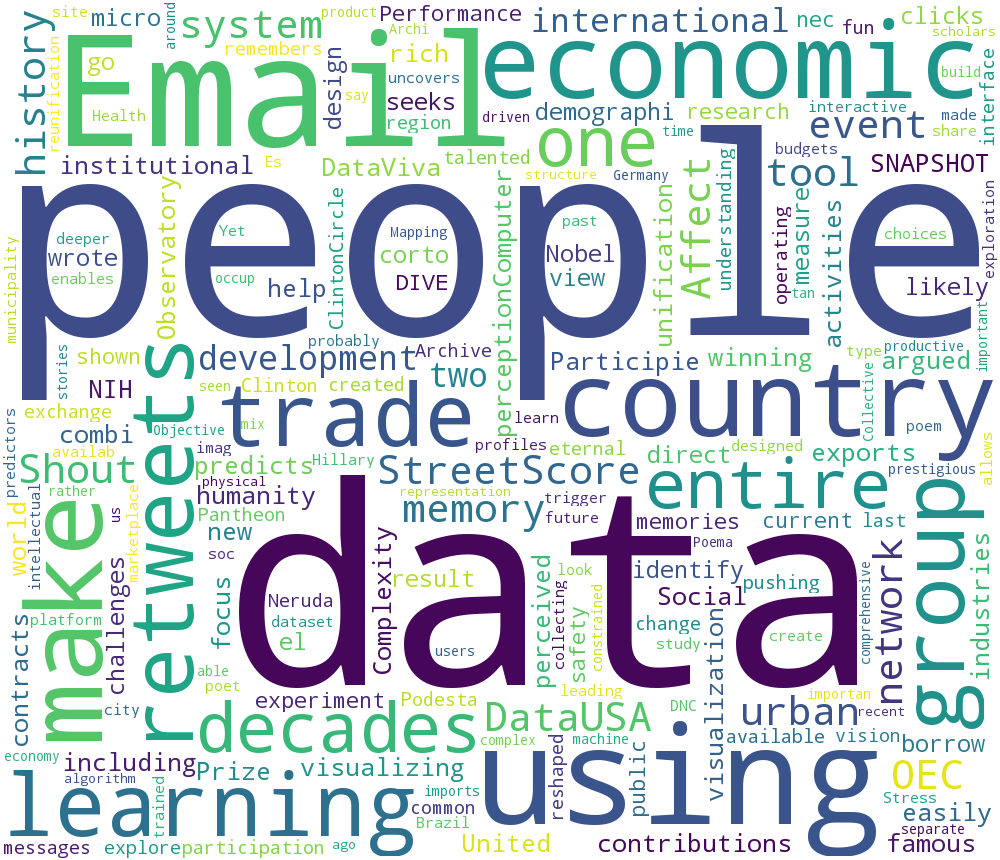 site
micro
around
product
Performance
Archi
international
nec
fun
clicks
scholars
system
remembers
rich
Email
economic
history
reunification
go
design
uncovers
interactive
made
build
interface
Health
say
seeks
demographi
research
event
share
region
driven
one
time
budgets
institutional
Es
DataViva
talented
structure
Germany
tool
SNAPSHOT
people
Affect
understanding
Observatory
ClintonCircle
perceptionComputer
unification
operating
measure
activities
exploration
municipality
deeper
wrote
enables
Yet
occup
help
Mapping
corto
DIVE
past
Nobel
view
tan
choices
likely
important
stories
shown
probably
development
Archive
two
Participie
winning
type
productive
argued
NIH
seen
Clinton
created
trade
learn
country
exchange
retweets
Objective
mix
imag
profiles
eternal
designed
direct
exports
Collective
poem
prestigious
allows
predictors
combi
availab
Shout
rather
predicts
Hillary
StreetScore
entire
group
physical
representation
trigger
humanity
memory
future
memories
current
last
world
intellectual
make
us
marketplace
Pantheon
new
data
Poema
network
industries
soc
focus
Complexity
result
perceived
collecting
look
safety
constrained
identify
pushing
Social
change
study
create
comprehensive
platform
challenges
Neruda
dataset
users
el
visualization
contracts
able
poet
city
experiment
Podesta
leading
DNC
importan
recent
decades
DataUSA
urban
available
vision
borrow
economy
including
algorithm
trained
Prize
visualizing
complex
machine
reshaped
public
using
OEC
learning
imports
common
Brazil
Stress
easily
separate
messages
explore
participation
ago
United
contributions
famous